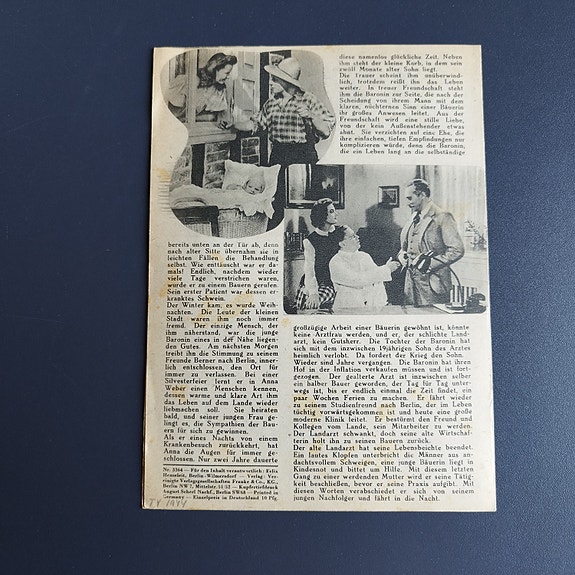 bereits unten an der Tür ab, denn
nach alter Sitte übernahm sie in
leichten Fällen die Behandlung
selbst. Wie enttäuscht war er da-
mals! Endlich, nachdem wieder
viele Tage verstrichen waren,
wurde er zu einem Bauern gerufen.
Sein erster Patient war dessen er-
kranktes Schwein.
Der Winter kam, es wurde Weih-
nachten. Die Leute der kleinen
Stadt waren ihm noch immer
fremd. Der einzige Mensch, der
ihm näherstand, war die junge
Baronin eines in der Nähe liegen-
den Gutes. Am nächsten Morgen
treibt ihn die Stimmung zu seinem
Freunde Berner nach Berlin, inner-
lich entschlossen, den Ort für
immer zu verlassen. Bei einer
Silvesterfeier lernt er in Anna
Weber einen Menschen kennen,
dessen warme und klare Art ihm
das Leben auf dem Lande wieder
liebmachen soll. Sie heiraten
bald, und seiner jungen Frau ge-
lingt es, die Sympathien der Bau-
ern für sich zu gewinnen.
Als er eines Nachts von einem
Krankenbesuch zurückkehrt, hat
Anna die Augen für immer ge-
schlossen. Nur zwei Jahre dauerte
Nr. 3364 — Für den Inhalt verantwortlich: Felix
Henseleit, Berlin-Wilmersdorf — Verlag: Ver-
einigte Verlagsgesellschaften Franke & Co., KG.,
Berlin NW 7, Mittelstr. 51/52 — Kupfertiefdruck
August Scherl Nachf., Berlin SW 68 — Printed in
Germany — Einzelpreis in Deutschland 10 Pfg.
diese namenlos glückliche Zeit. Neben
ihm steht der kleine Korb, in dem sein
zwölf Monate alter Sohn liegt.
Die Trauer scheint ihm unüberwind-
lich, trotzdem reißt ihn das Leben
weiter. In treuer Freundschaft steht
ihm die Baronin zur Seite, die nach der
Scheidung von ihrem Mann mit dem
klaren, nüchternen Sinn einer Bäuerin
ihr großes Anwesen leitet. Aus der
Freundschaft wird eine stille Liebe,
von der kein Außenstehender etwas
ahnt. Sie verzichten auf eine Ehe, die
ihre einfachen, tiefen Empfindungen nur
komplizieren würde, denn die Baronin,
die ein Leben lang an die selbständige
großzügige Arbeit einer Bäuerin gewöhnt ist, könnte
keine Arztfrau werden, und er, der schlichte Land-
arzt, kein Gutsherr. Die Tochter der Baronin hat
sich mit dem inzwischen 19jährigen Sohn des Arztes
heimlich verlobt. Da fordert der Krieg den Sohn.
Wieder sind Jahre vergangen. Die Baronin hat ihren
Hof in der Inflation verkaufen müssen und ist fort-
gezogen. Der gealterte Arzt ist inzwischen selber
ein halber Bauer geworden, der Tag für Tag unter-
wegs ist, bis er endlich einmal die Zeit findet, ein
paar Wochen Ferien zu machen. Er fährt wieder
zu seinem Studienfreund nach Berlin, der im Leben
tüchtig vorwärtsgekommen ist und heute eine große
moderne Klinik leitet. Er bestürmt den Freund und
Kollegen vom Lande, sein Mitarbeiter zu werden.
Der Landarzt schwankt, doch seine alte Wirtschaf-
terin holt ihn zu seinen Bauern zurück.
Der alte Landarzt hat seine Lebensbeichte beendet.
Ein lautes Klopfen unterbricht die Männer aus an-
dachtsvollem Schweigen, eine junge Bäuerin liegt in
Kindesnot und bittet um Hilfe. Mit diesem letzten
Gang zu einer werdenden Mutter wird er seine Tätig-
keit beschließen, bevor er seine Praxis aufgibt. Mit
diesen Worten verabschiedet er sich von seinem
jungen Nachfolger und fährt in die Nacht.